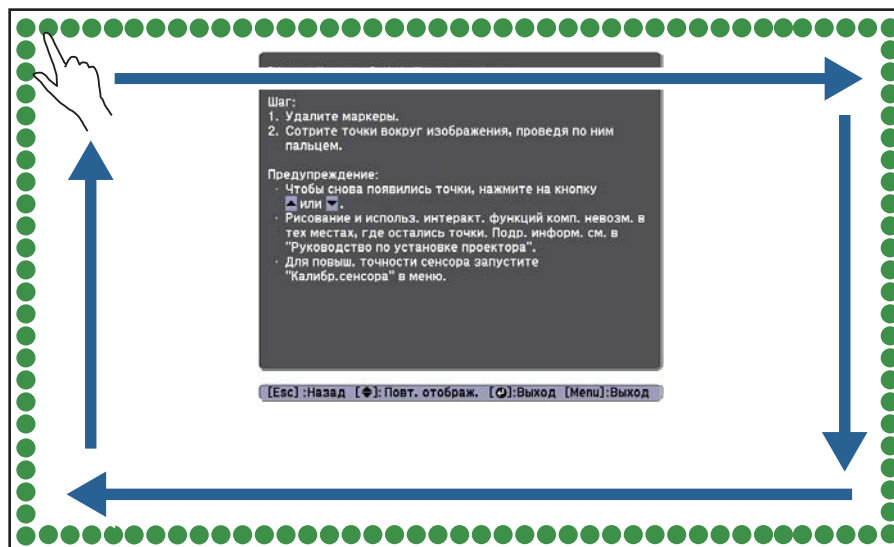 Шаг:
1. Удалите маркеры.
2. Сотрите точки вокруг изображения, проведя по ним
пальцем.
Предупреждение:
· Чтобы снова появились точки, нажмите на кнопку
▲ или ▼.
· Рисование и использ. интеракт. функций комп. невозм. в
тех местах, где остались точки. Подр. информ. см. в
"Руководство по установке проектора".
· Для повыш. точности сенсора запустите
"Калибр.сенсора" в меню.
[Esc] :Назад [◆]: Повт. отображ. [⏎]:Выход [Menu]:Выход